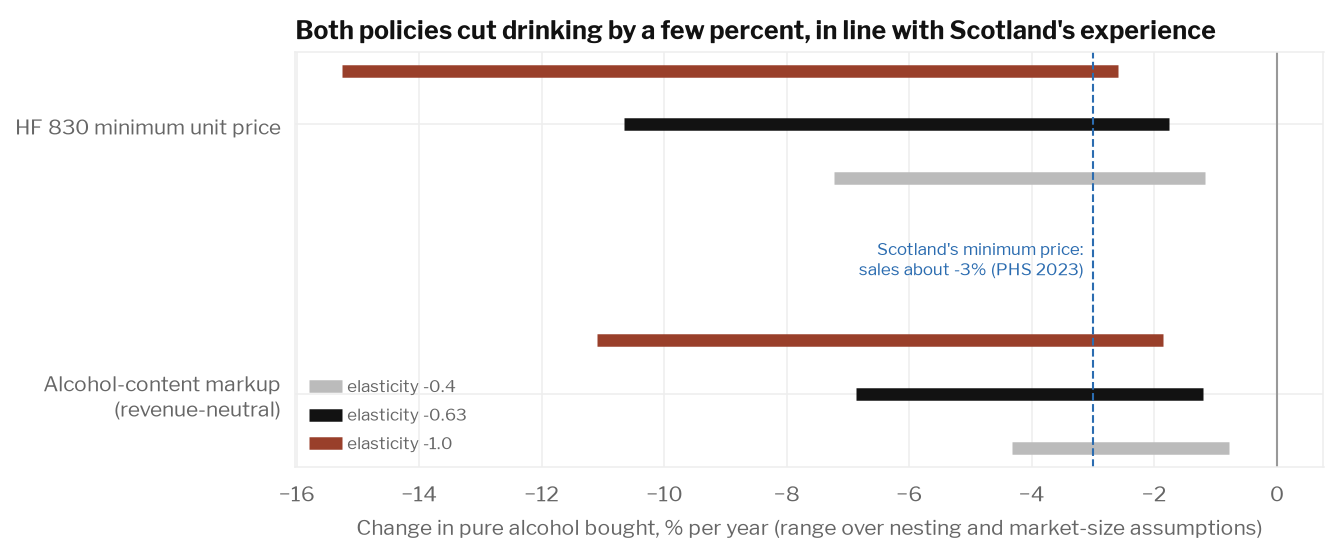 Both policies cut drinking by a few percent, in line with Scotland's experience
HF 830 minimum unit price
Scotland's minimum price:
sales about -3% (PHS 2023)
Alcohol-content markup
(revenue-neutral)
elasticity -0.4
elasticity -0.63
elasticity -1.0
−16 −14 −12 −10 −8 −6 −4 −2 0
Change in pure alcohol bought, % per year (range over nesting and market-size assumptions)